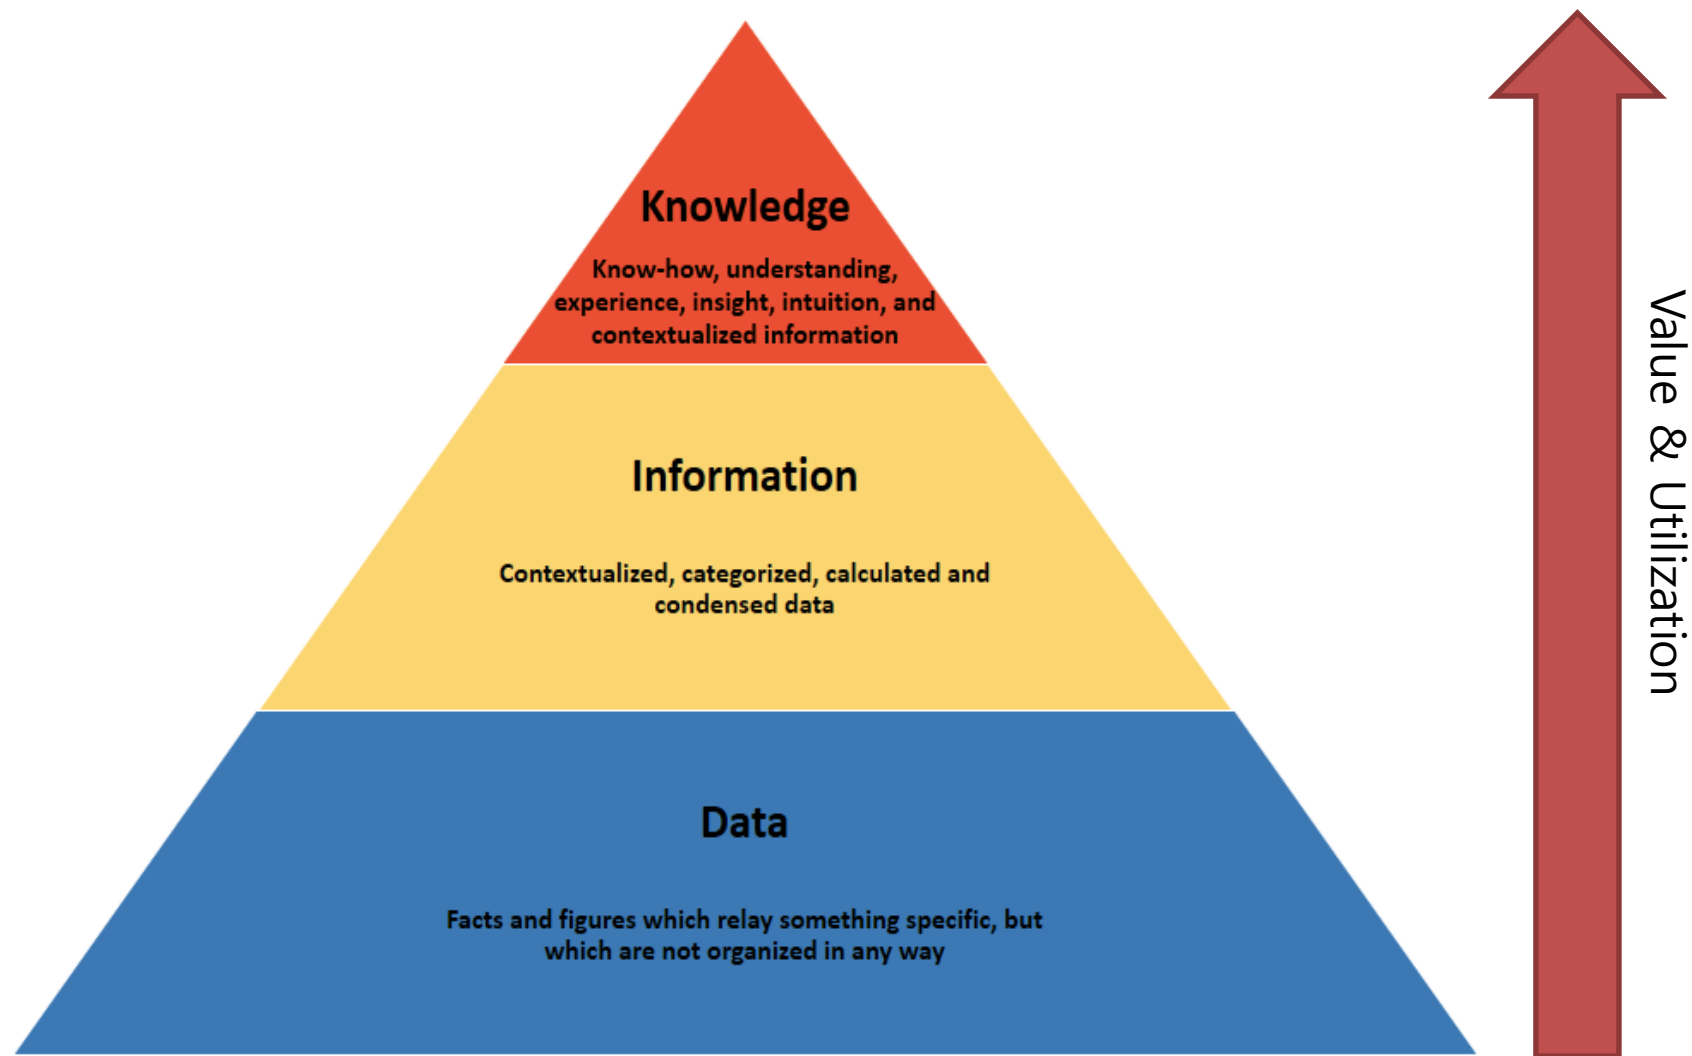 Knowledge
Know-how, understanding,
experience, insight, intuition, and
contextualized information
Information
Contextualized, categorized, calculated and
condensed data
Data
Facts and figures which relay something specific, but
which are not organized in any way
Value & Utilization